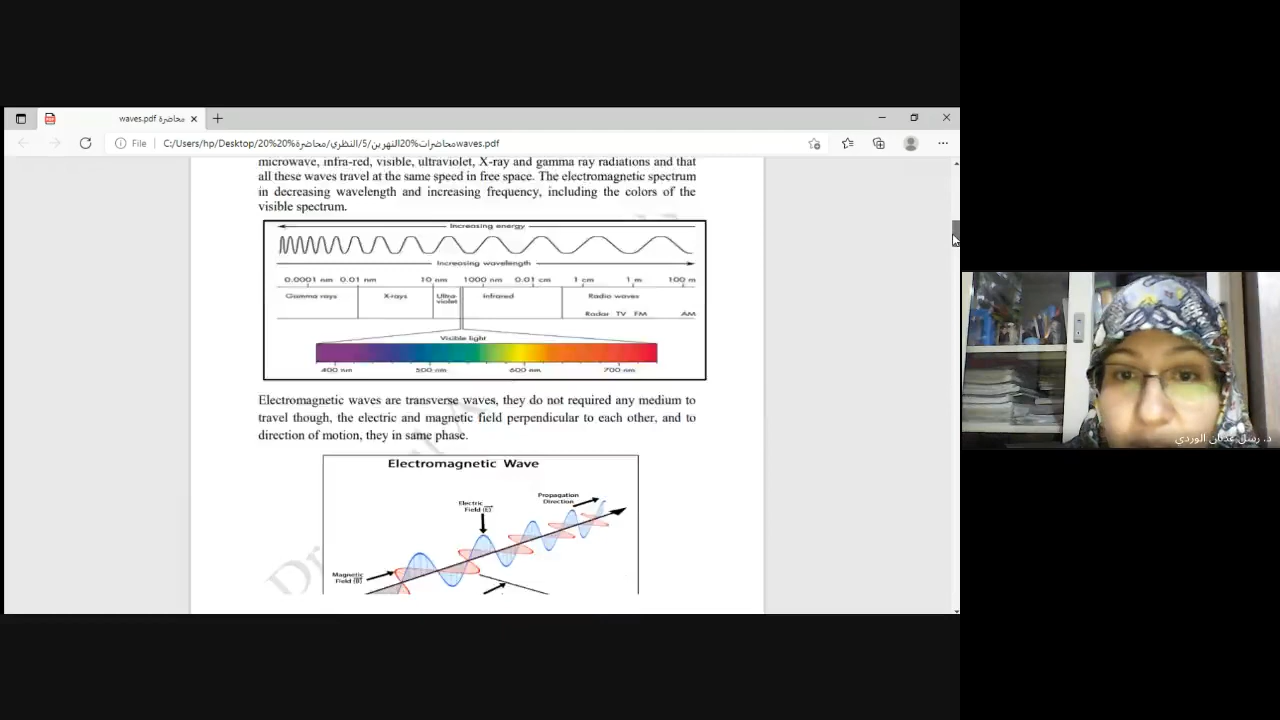 محاضرة waves.pdf
File
C:/Users/hp/Desktop/20%محاضرات%20النهرين/5/النظري/محاضرة%20waves.pdf
microwave, infra-red, visible, ultraviolet, X-ray and gamma ray radiations and that
all these waves travel at the same speed in free space. The electromagnetic spectrum
in decreasing wavelength and increasing frequency, including the colors of the
visible spectrum.
Increasing energy
Increasing wavelength
0.0001 nm 0.01 nm 10 nm 1000 nm 0.01 cm 1 cm 1 m 100 m
Gamma rays X-rays Ultra-violet Infrared Radio waves
Radar TV FM AM
Visible light
400 nm 500 nm 600 nm 700 nm
Electromagnetic waves are transverse waves, they do not required any medium to
travel though, the electric and magnetic field perpendicular to each other, and to
direction of motion, they in same phase.
Electromagnetic Wave
Propagation
Direction
Electric
Field (E)
Magnetic
Field (B)
د. رسل عدنان الوردي